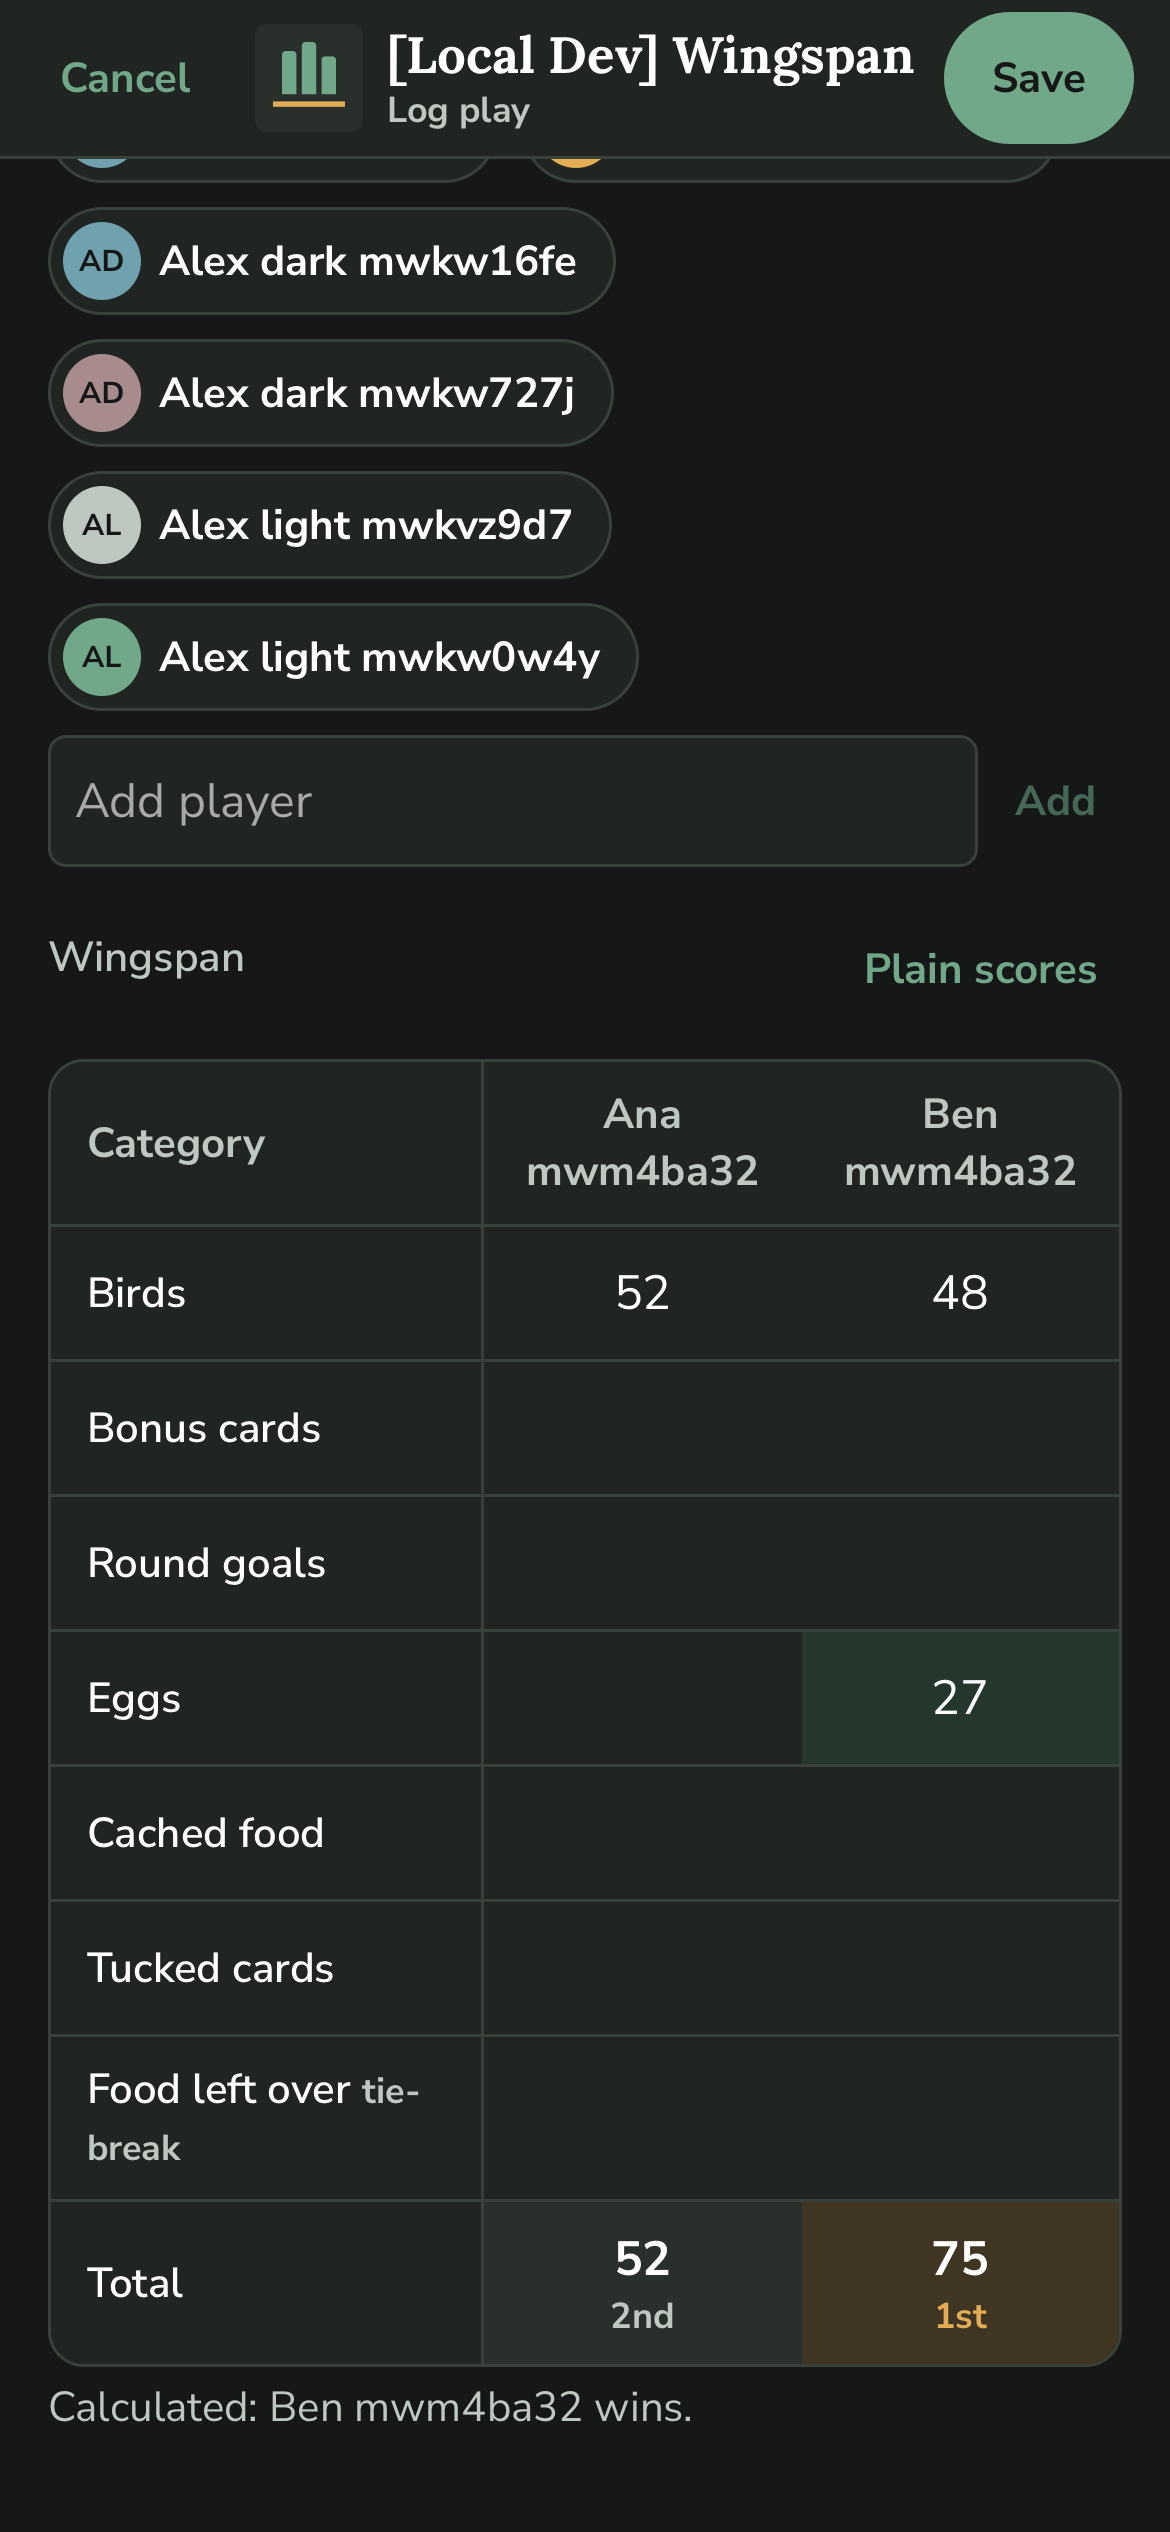 Cancel
[Local Dev] Wingspan
Log play
Save
AD Alex dark mwkw16fe
AD Alex dark mwkw727j
AL Alex light mwkvz9d7
AL Alex light mwkw0w4y
Add player
Add
Wingspan
Plain scores
Category
Ana
mwm4ba32
Ben
mwm4ba32
Birds 52 48
Bonus cards
Round goals
Eggs 27
Cached food
Tucked cards
Food left over tie-
break
Total
52
2nd
75
1st
Calculated: Ben mwm4ba32 wins.